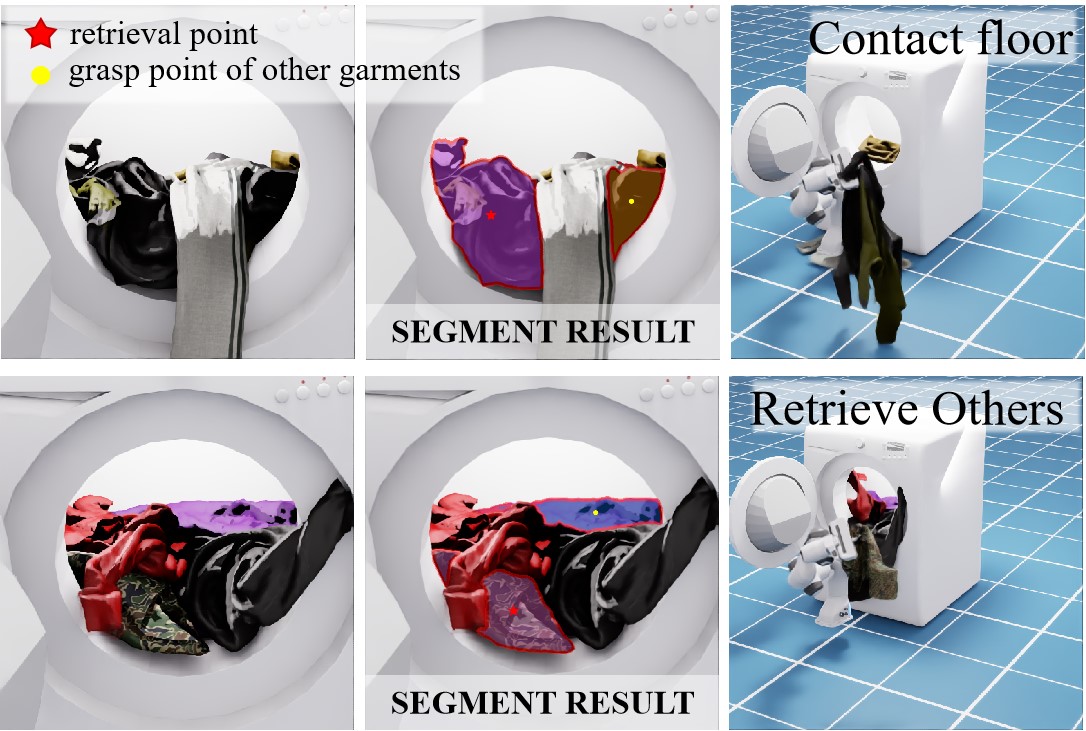 retrieval point
grasp point of other garments
SEGMENT RESULT
Contact floor
SEGMENT RESULT
Retrieve Others